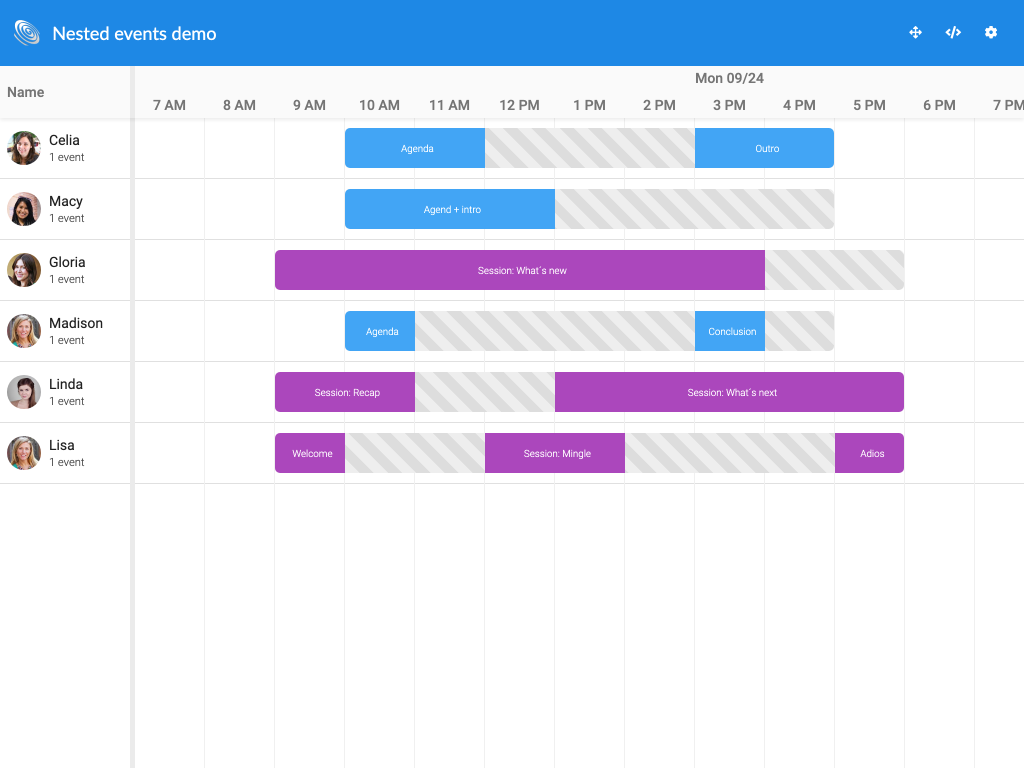 Nested events demo
Name
Mon 09/24
7 AM 8 AM 9 AM 10 AM 11 AM 12 PM 1 PM 2 PM 3 PM 4 PM 5 PM 6 PM 7 PM
Celia
1 event
Agenda
Outro
Macy
1 event
Agend + intro
Gloria
1 event
Session: What´s new
Madison
1 event
Agenda
Conclusion
Linda
1 event
Session: Recap
Session: What´s next
Lisa
1 event
Welcome
Session: Mingle
Adios